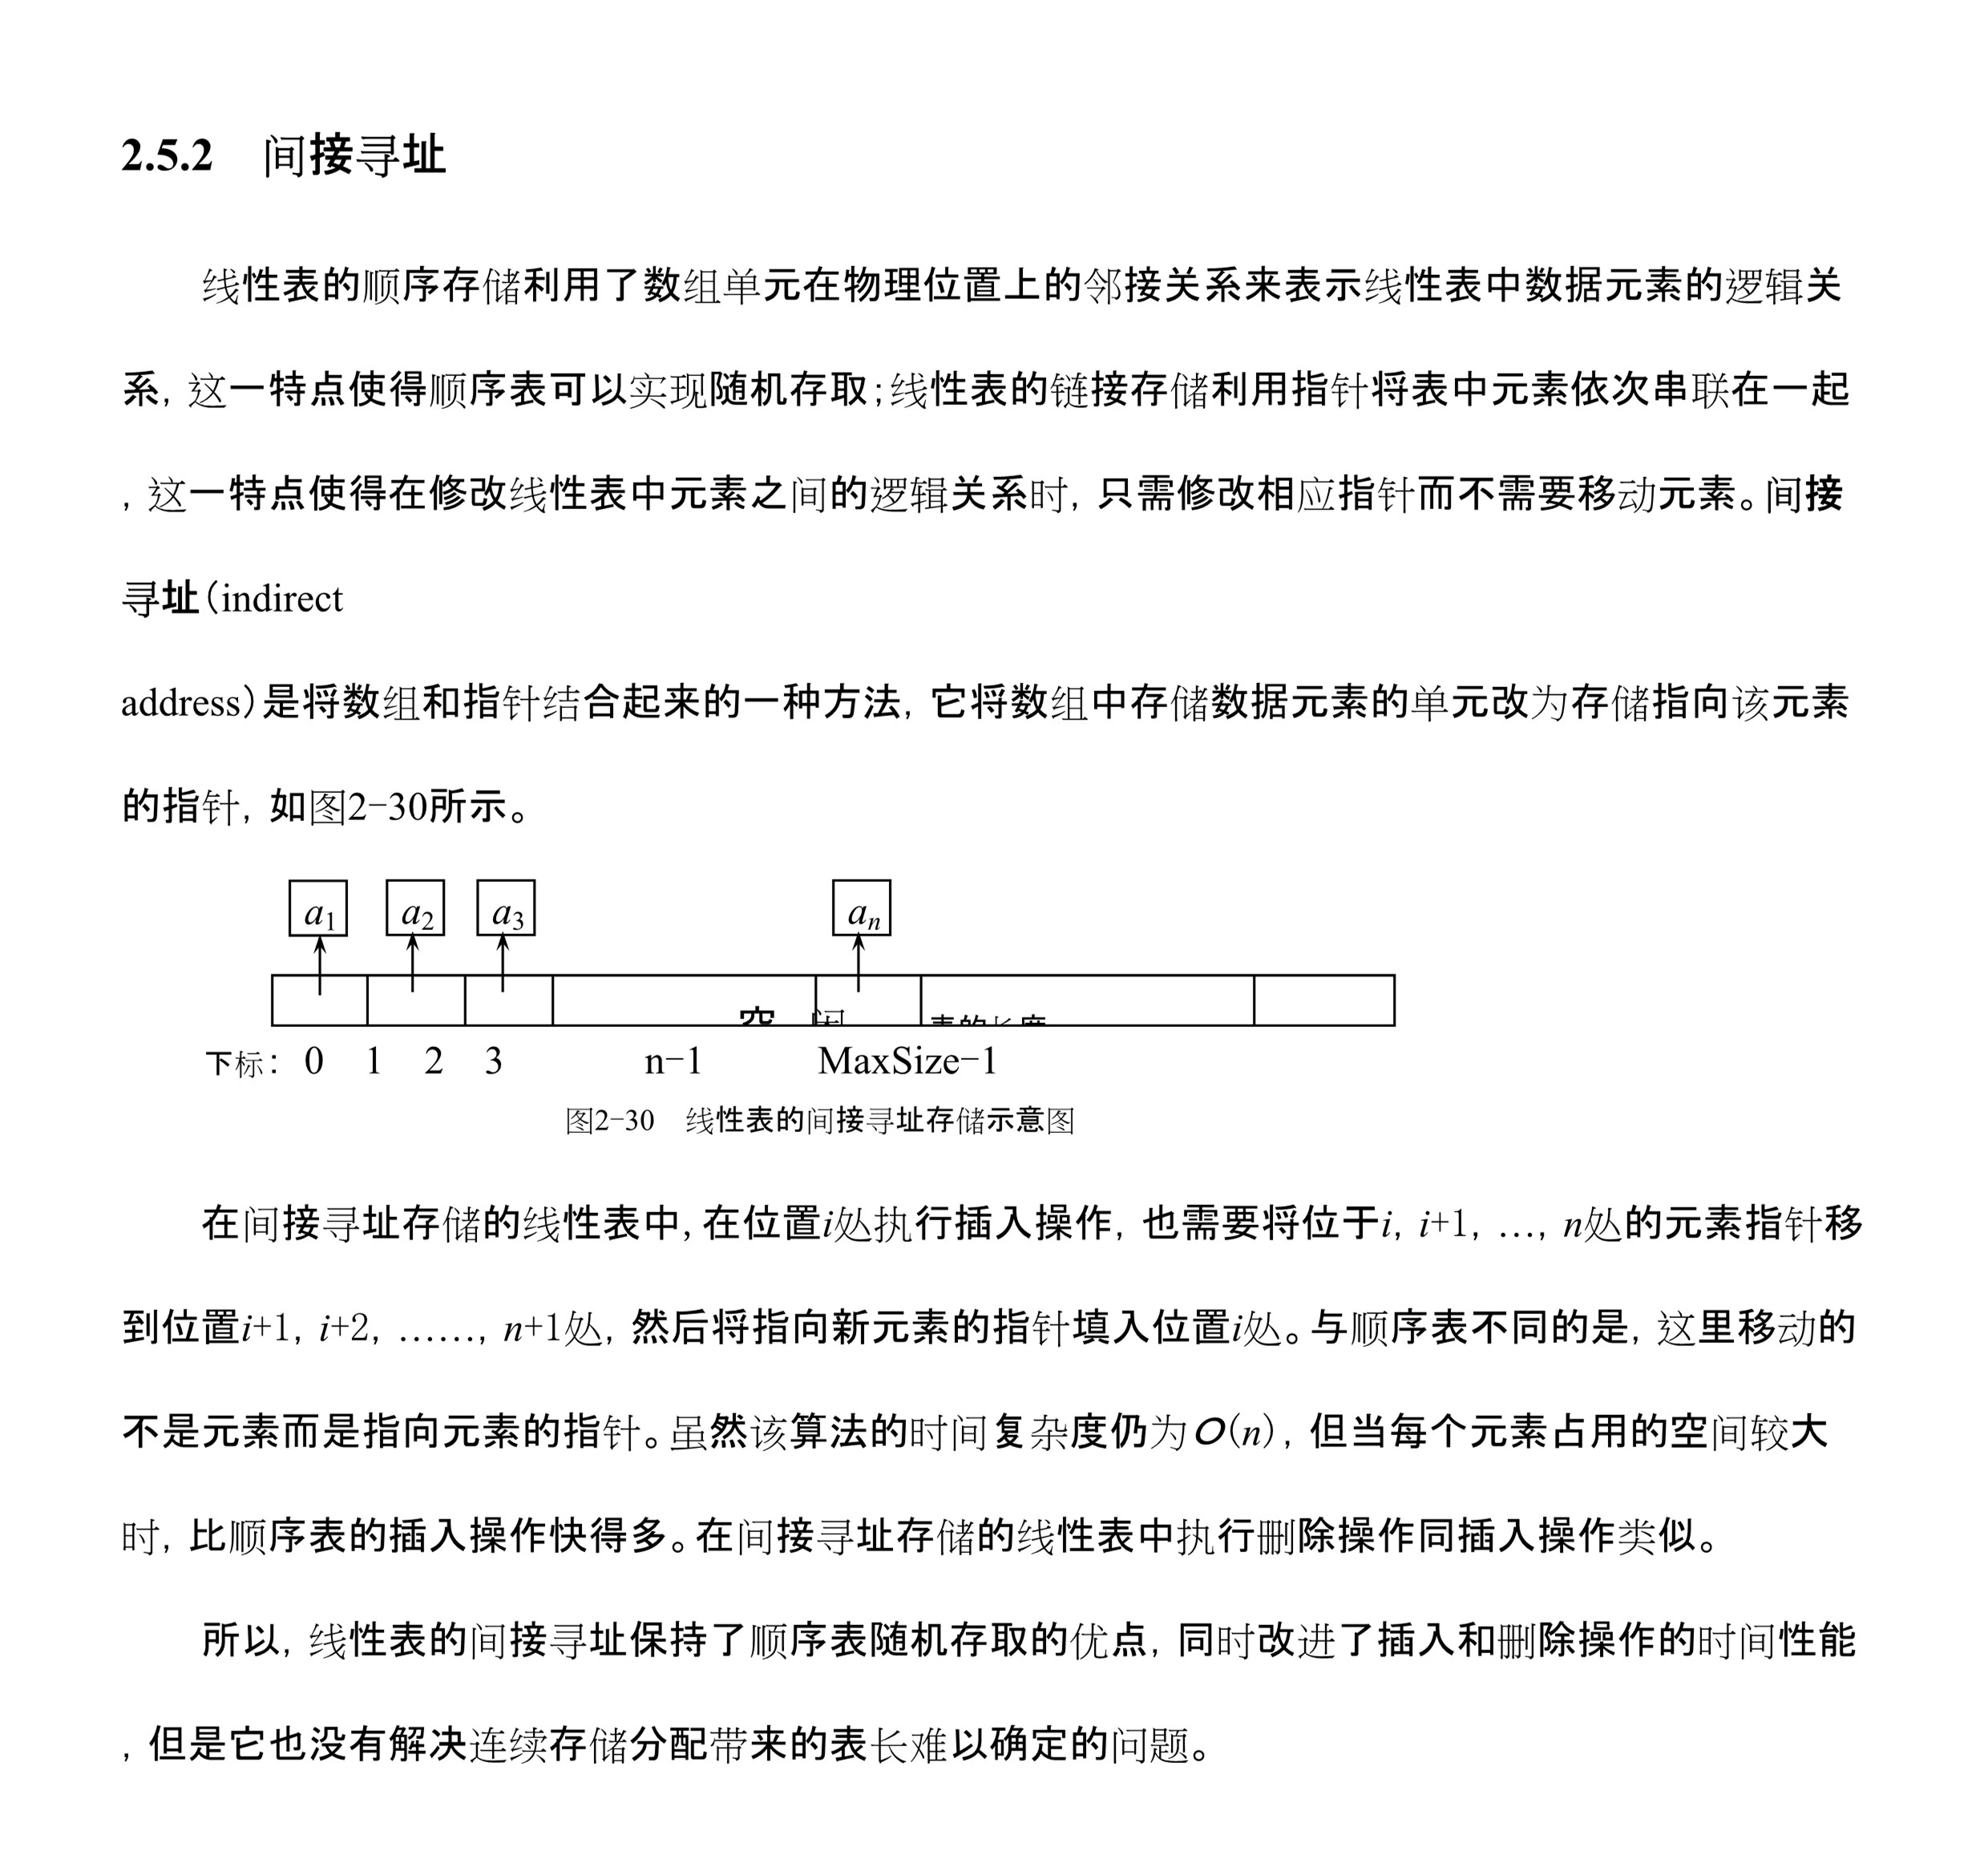 2.5.2 间接寻址
线性表的顺序存储利用了数组单元在物理位置上的邻接关系来表示线性表中数据元素的逻辑关
系，这一特点使得顺序表可以实现随机存取；线性表的链接存储利用指针将表中元素依次串联在一起
，这一特点使得在修改线性表中元素之间的逻辑关系时，只需修改相应指针而不需要移动元素。间接
寻址（indirect
address）是将数组和指针结合起来的一种方法，它将数组中存储数据元素的单元改为存储指向该元素
的指针，如图2-30所示。
a1 a2 a3 an
空 闲 表的长度
下标： 0 1 2 3 n-1 MaxSize-1
图2-30 线性表的间接寻址存储示意图
在间接寻址存储的线性表中，在位置i处执行插入操作，也需要将位于i，i+1，…，n处的元素指针移
到位置i+1，i+2，……，n+1处，然后将指向新元素的指针填入位置i处。与顺序表不同的是，这里移动的
不是元素而是指向元素的指针。虽然该算法的时间复杂度仍为O(n)，但当每个元素占用的空间较大
时，比顺序表的插入操作快得多。在间接寻址存储的线性表中执行删除操作同插入操作类似。
所以，线性表的间接寻址保持了顺序表随机存取的优点，同时改进了插入和删除操作的时间性能
，但是它也没有解决连续存储分配带来的表长难以确定的问题。